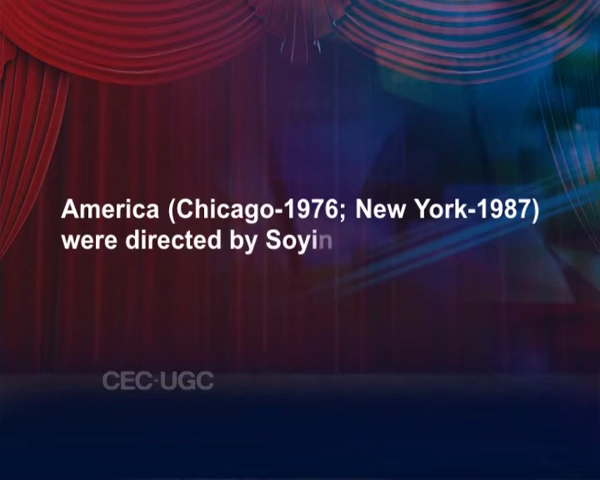 America (Chicago-1976; New York-1987)
were directed by Soyin
CEC-UGC